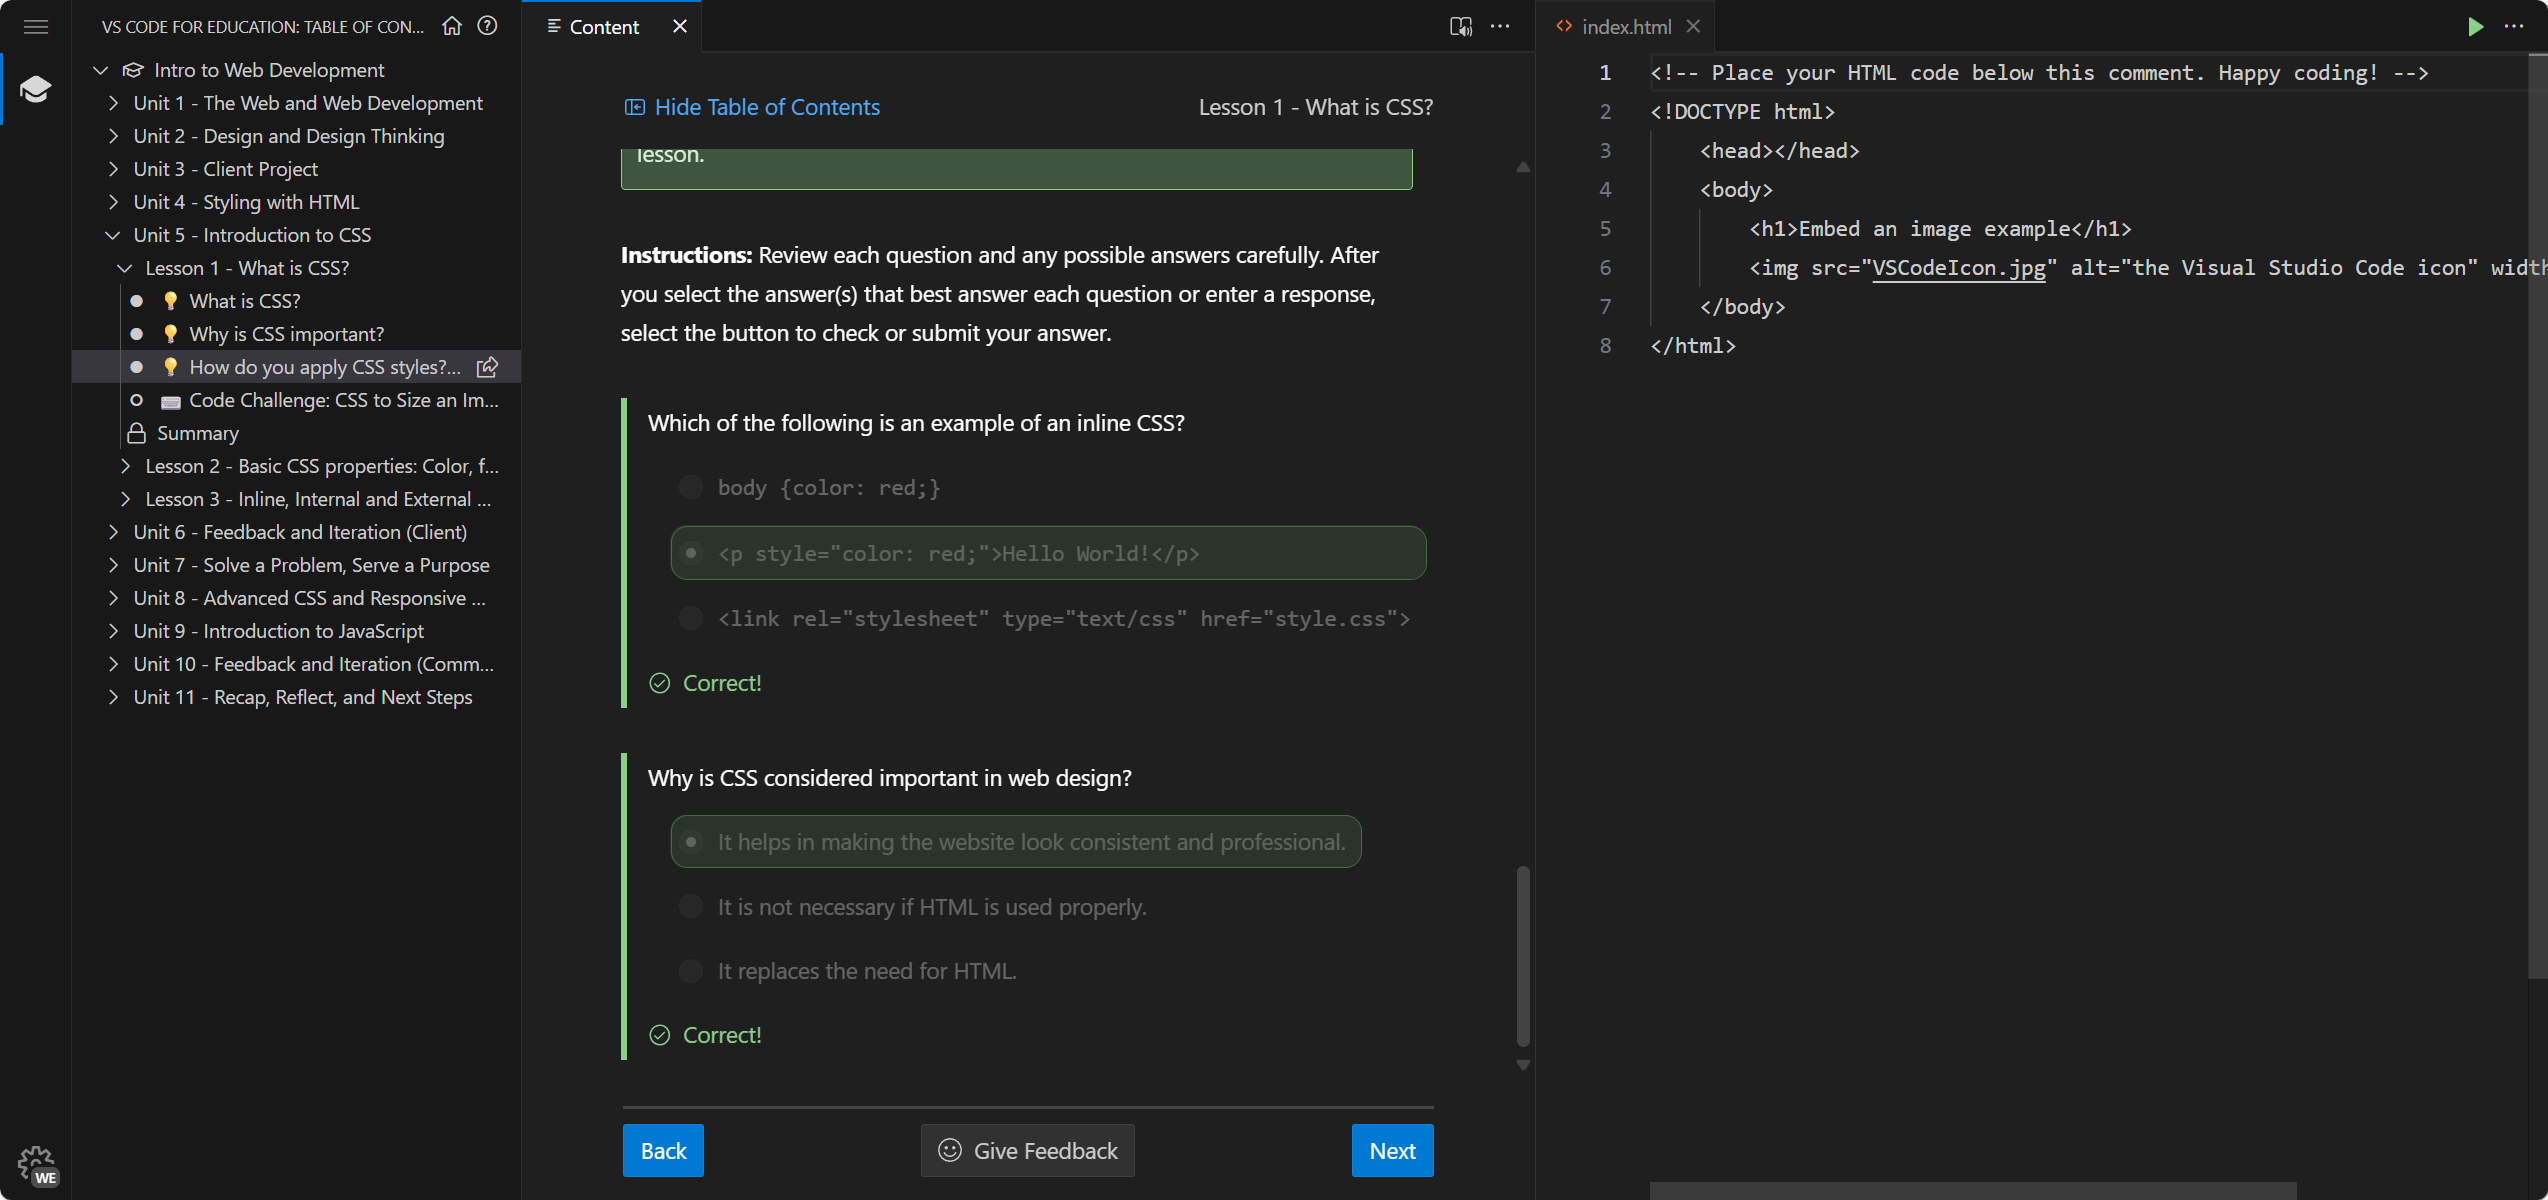 VS CODE FOR EDUCATION: TABLE OF CON...
Intro to Web Development
Unit 1 - The Web and Web Development
Unit 2 - Design and Design Thinking
Unit 3 - Client Project
Unit 4 - Styling with HTML
Unit 5 - Introduction to CSS
Lesson 1 - What is CSS?
What is CSS?
Why is CSS important?
How do you apply CSS styles?...
Code Challenge: CSS to Size an Im...
Summary
Lesson 2 - Basic CSS properties: Color, f...
Lesson 3 - Inline, Internal and External ...
Unit 6 - Feedback and Iteration (Client)
Unit 7 - Solve a Problem, Serve a Purpose
Unit 8 - Advanced CSS and Responsive ...
Unit 9 - Introduction to JavaScript
Unit 10 - Feedback and Iteration (Comm...
Unit 11 - Recap, Reflect, and Next Steps
WE
Content
Hide Table of Contents
Lesson 1 - What is CSS?
lesson.
Instructions: Review each question and any possible answers carefully. After
you select the answer(s) that best answer each question or enter a response,
select the button to check or submit your answer.
Which of the following is an example of an inline CSS?
body {color: red;}
<p style="color: red;">Hello World!</p>
<link rel="stylesheet" type="text/css" href="style.css">
Correct!
Why is CSS considered important in web design?
It helps in making the website look consistent and professional.
It is not necessary if HTML is used properly.
It replaces the need for HTML.
Correct!
Back
Give Feedback
Next
index.html
1 <!-- Place your HTML code below this comment. Happy coding! -->
2 <!DOCTYPE html>
3 <head></head>
4 <body>
5 <h1>Embed an image example</h1>
6 <img src="VSCodeIcon.jpg" alt="the Visual Studio Code icon" width
7 </body>
8 </html>